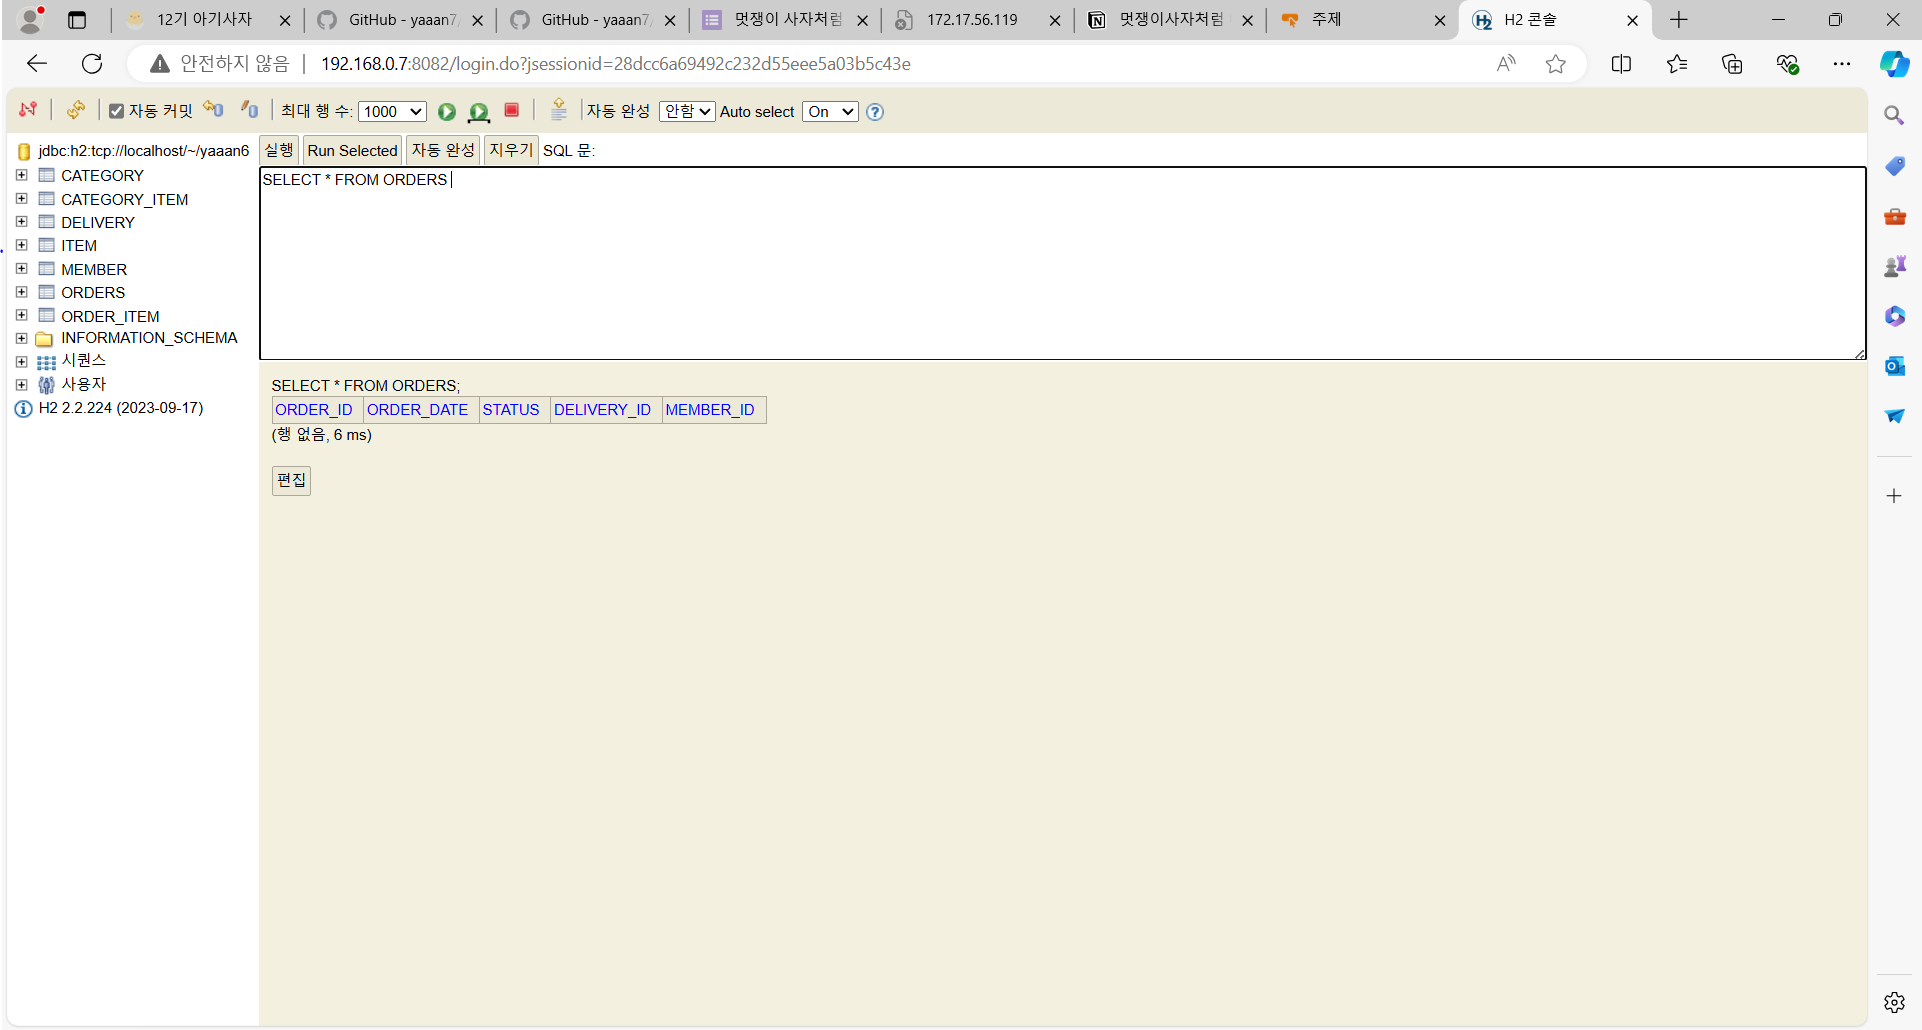 12기 아기사자
GitHub - yaaan7
GitHub - yaaan7
멋쟁이 사자처럼
172.17.56.119
멋쟁이사자처럼
주제
H2 콘솔
안전하지 않음
192.168.0.7:8082/login.do?jsessionid=28dcc6a69492c232d55eee5a03b5c43e
자동 커밋
최대 행 수: 1000
자동 완성 안함 Auto select On
jdbc:h2:tcp://localhost/~/yaaan6
실행 Run Selected 자동 완성 지우기 SQL 문:
CATEGORY
CATEGORY_ITEM
DELIVERY
ITEM
MEMBER
ORDERS
ORDER_ITEM
INFORMATION_SCHEMA
시퀀스
사용자
H2 2.2.224 (2023-09-17)
SELECT * FROM ORDERS
SELECT * FROM ORDERS;
ORDER_ID ORDER_DATE STATUS DELIVERY_ID MEMBER_ID
(행 없음, 6 ms)
편집